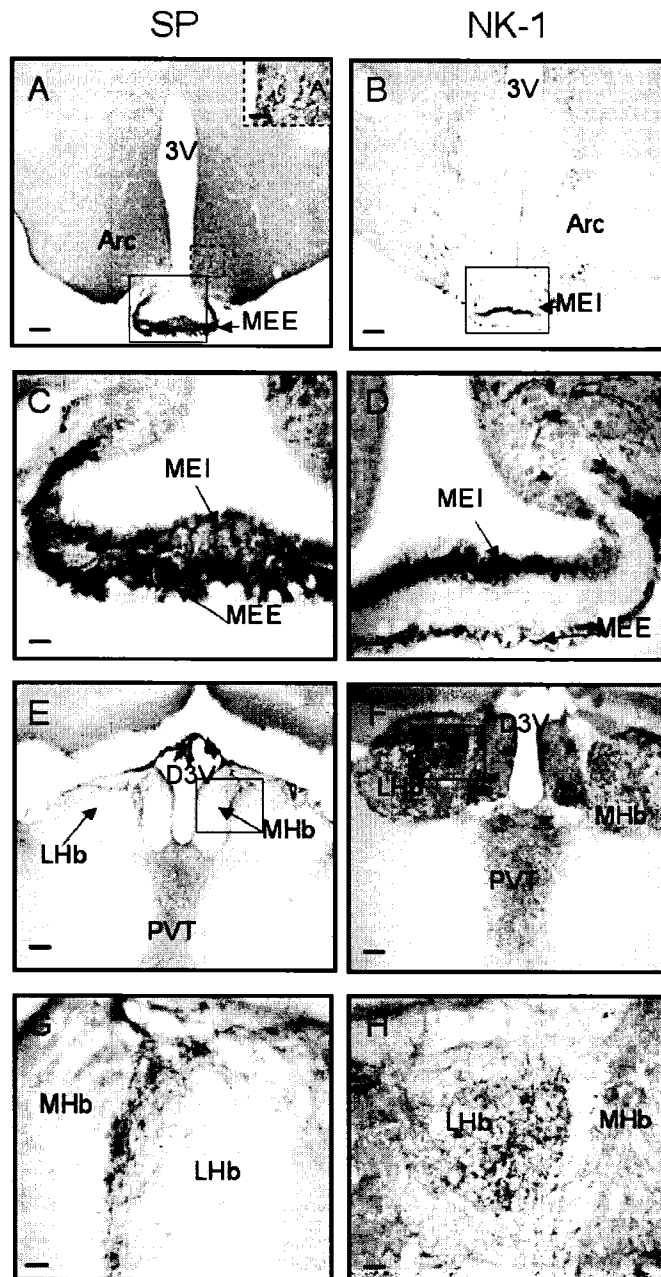 SP
NK-1
A
A'
3V
Arc
MEE
B
3V
Arc
MEI
C
MEI
MEE
D
MEI
MEE
E
D3V
LHb
MHb
PVT
F
D3V
LHb
MHb
PVT
G
MHb
LHb
H
LHb
MHb